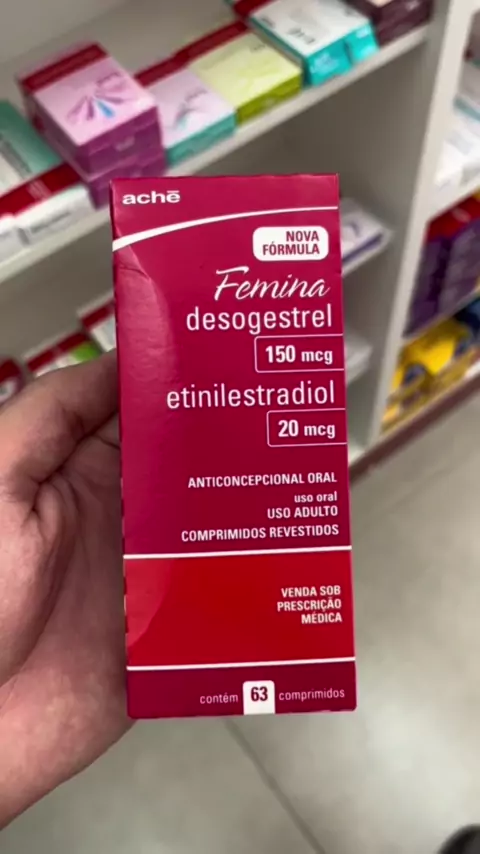 achē
NOVA
FÓRMULA
Femina
desogestrel
150 mcg
etinilestradiol
20 mcg
ANTICONCEPCIONAL ORAL
uso oral
USO ADULTO
COMPRIMIDOS REVESTIDOS
VENDA SOB
PRESCRIÇÃO
MÉDICA
contém 63 comprimidos